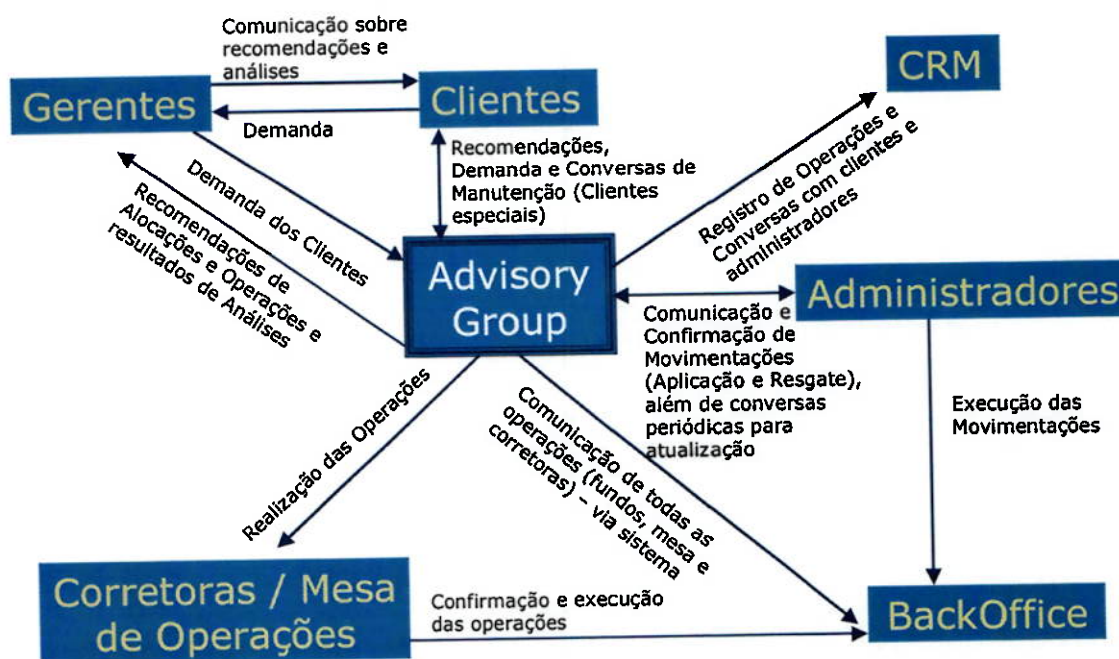 Comunicação sobre
recomendações e
análises
Gerentes
Clientes
CRM
Demanda
Recomendações,
Demanda e Conversas de
Manutenção (Clientes
especiais)
Demanda dos Clientes
Recomendações de
Alocações e Operações e
resultados de Análises
Registro de Operações e
Conversas com clientes e
administradores
Advisory
Group
Administradores
Comunicação e
Confirmação de
Movimentações
(Aplicação e Resgate),
além de conversas
periódicas para
atualização
Execução das
Movimentações
Realização das Operações
Comunicação de todas as
operações (fundos, mesa e
corretoras) – via sistema
Corretoras / Mesa
de Operações
Confirmação e execução
das operações
BackOffice